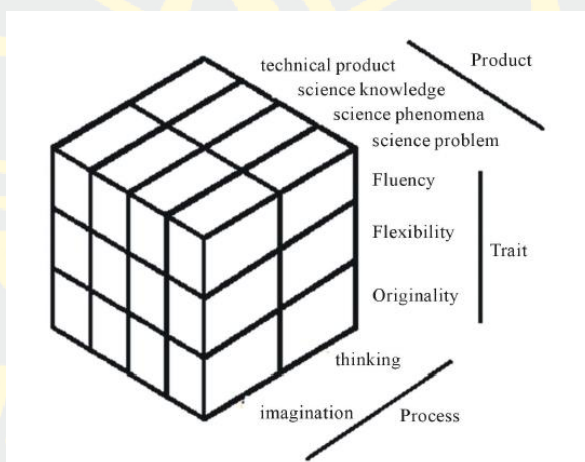 Product
technical product
science knowledge
science phenomena
science problem
Fluency
Flexibility
Trait
Originality
thinking
imagination
Process